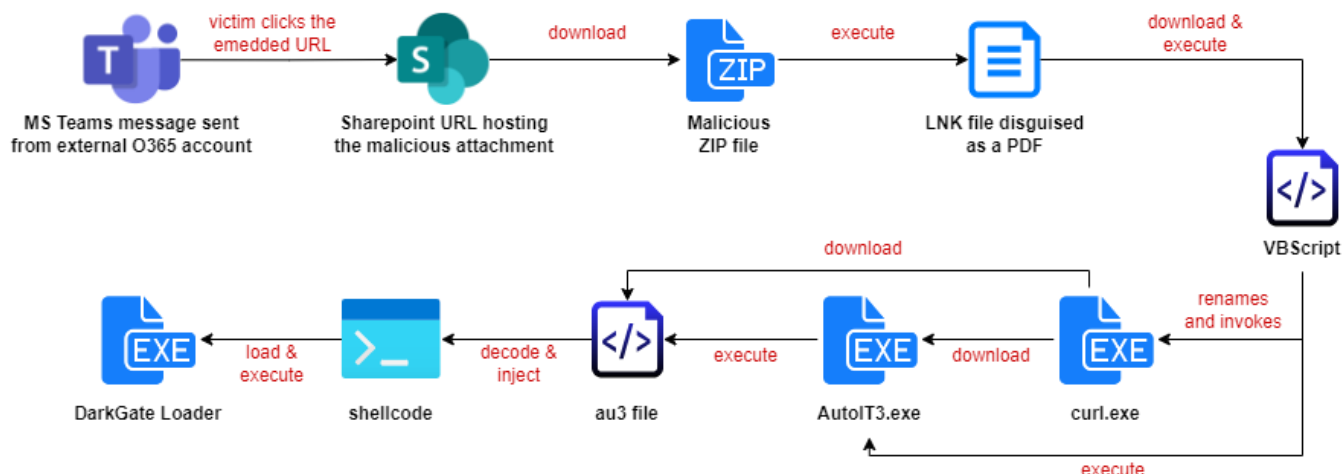 victim clicks the
emedded URL
download
execute
download &
execute
T
S
ZIP
MS Teams message sent
from external O365 account
Sharepoint URL hosting
the malicious attachment
Malicious
ZIP file
LNK file disguised
as a PDF
</>
VBScript
download
renames
and invokes
EXE
load &
execute
>_
decode &
inject
</>
execute
EXE
download
EXE
DarkGate Loader
shellcode
au3 file
AutoIT3.exe
curl.exe
execute